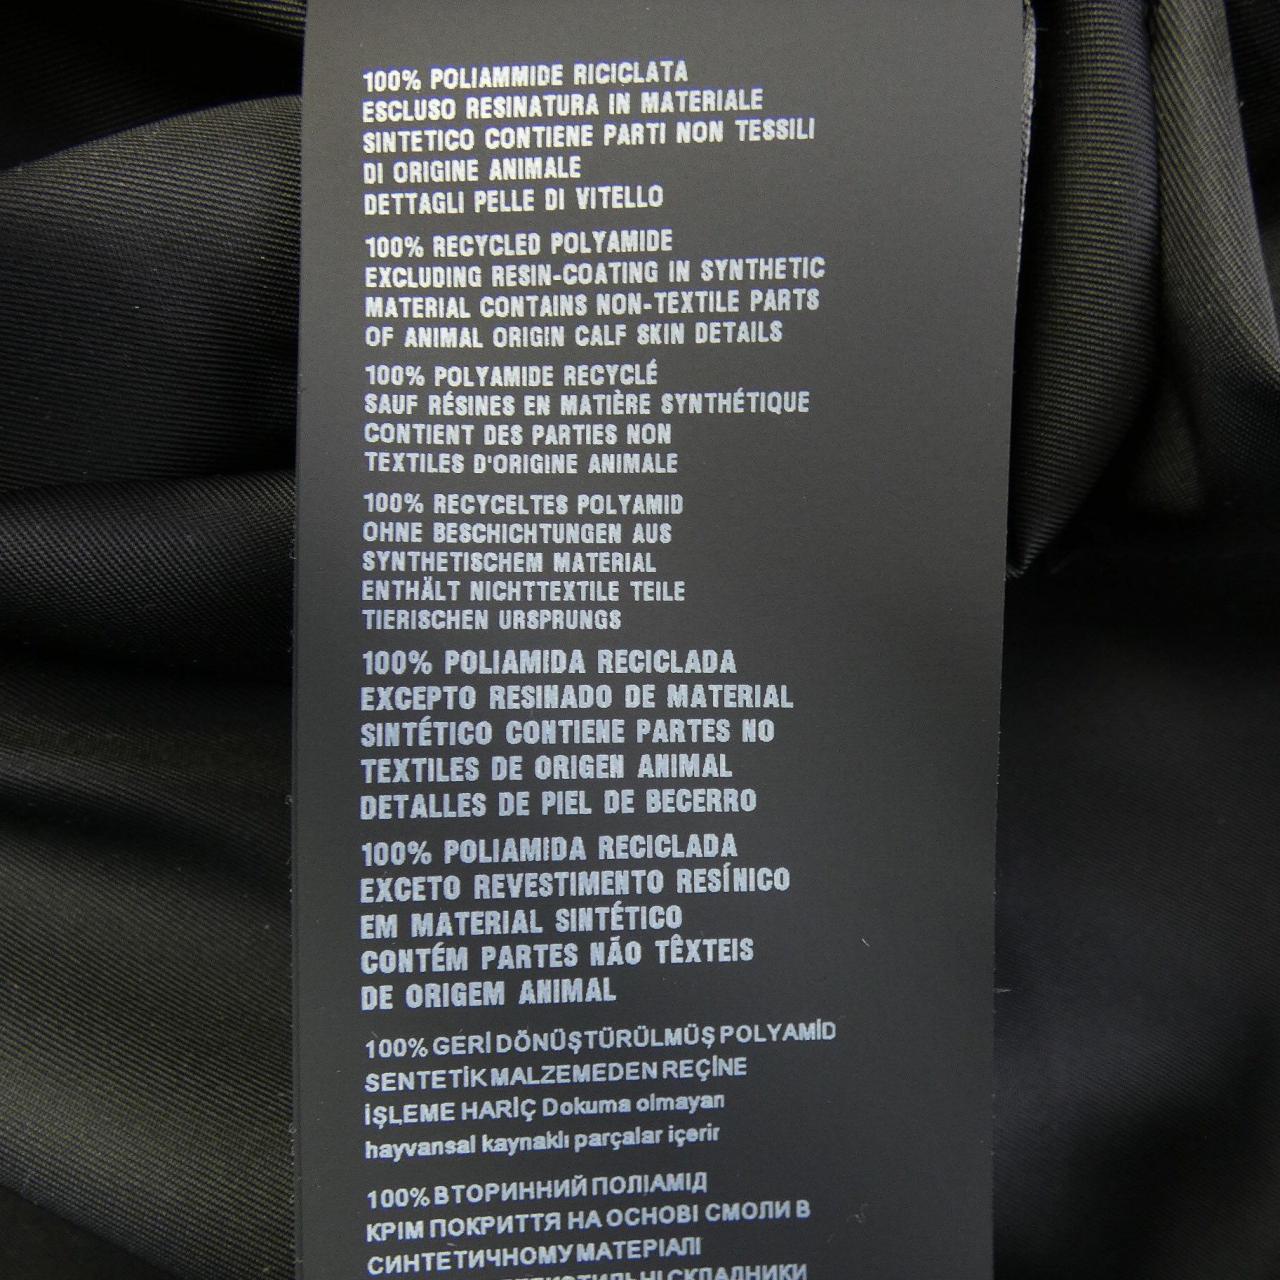 100% POLIAMMIDE RICICLATA
ESCLUSO RESINATURA IN MATERIALE
SINTETICO CONTIENE PARTI NON TESSILI
DI ORIGINE ANIMALE
DETTAGLI PELLE DI VITELLO
100% RECYCLED POLYAMIDE
EXCLUDING RESIN-COATING IN SYNTHETIC
MATERIAL CONTAINS NON-TEXTILE PARTS
OF ANIMAL ORIGIN CALF SKIN DETAILS
100% POLYAMIDE RECYCLÉ
SAUF RÉSINES EN MATIÈRE SYNTHÉTIQUE
CONTIENT DES PARTIES NON
TEXTILES D'ORIGINE ANIMALE
100% RECYCELTES POLYAMID
OHNE BESCHICHTUNGEN AUS
SYNTHETISCHEM MATERIAL
ENTHÄLT NICHTTEXTILE TEILE
TIERISCHEN URSPRUNGS
100% POLIAMIDA RECICLADA
EXCEPTO RESINADO DE MATERIAL
SINTÉTICO CONTIENE PARTES NO
TEXTILES DE ORIGEN ANIMAL
DETALLES DE PIEL DE BECERRO
100% POLIAMIDA RECICLADA
EXCETO REVESTIMENTO RESÍNICO
EM MATERIAL SINTÉTICO
CONTÉM PARTES NÃO TÊXTEIS
DE ORIGEM ANIMAL
100% GERİ DÖNÜŞTÜRÜLMÜŞ POLYAMİD
SENTETİK MALZEMEDEN REÇİNE
İŞLEME HARİÇ Dokuma olmayan
hayvansal kaynaklı parçalar içerir
100% ВТОРИННИЙ ПОЛІАМІД
КРІМ ПОКРИТТЯ НА ОСНОВІ СМОЛИ В
СИНТЕТИЧНОМУ МАТЕРІАЛІ
СКЛАДНИКИ